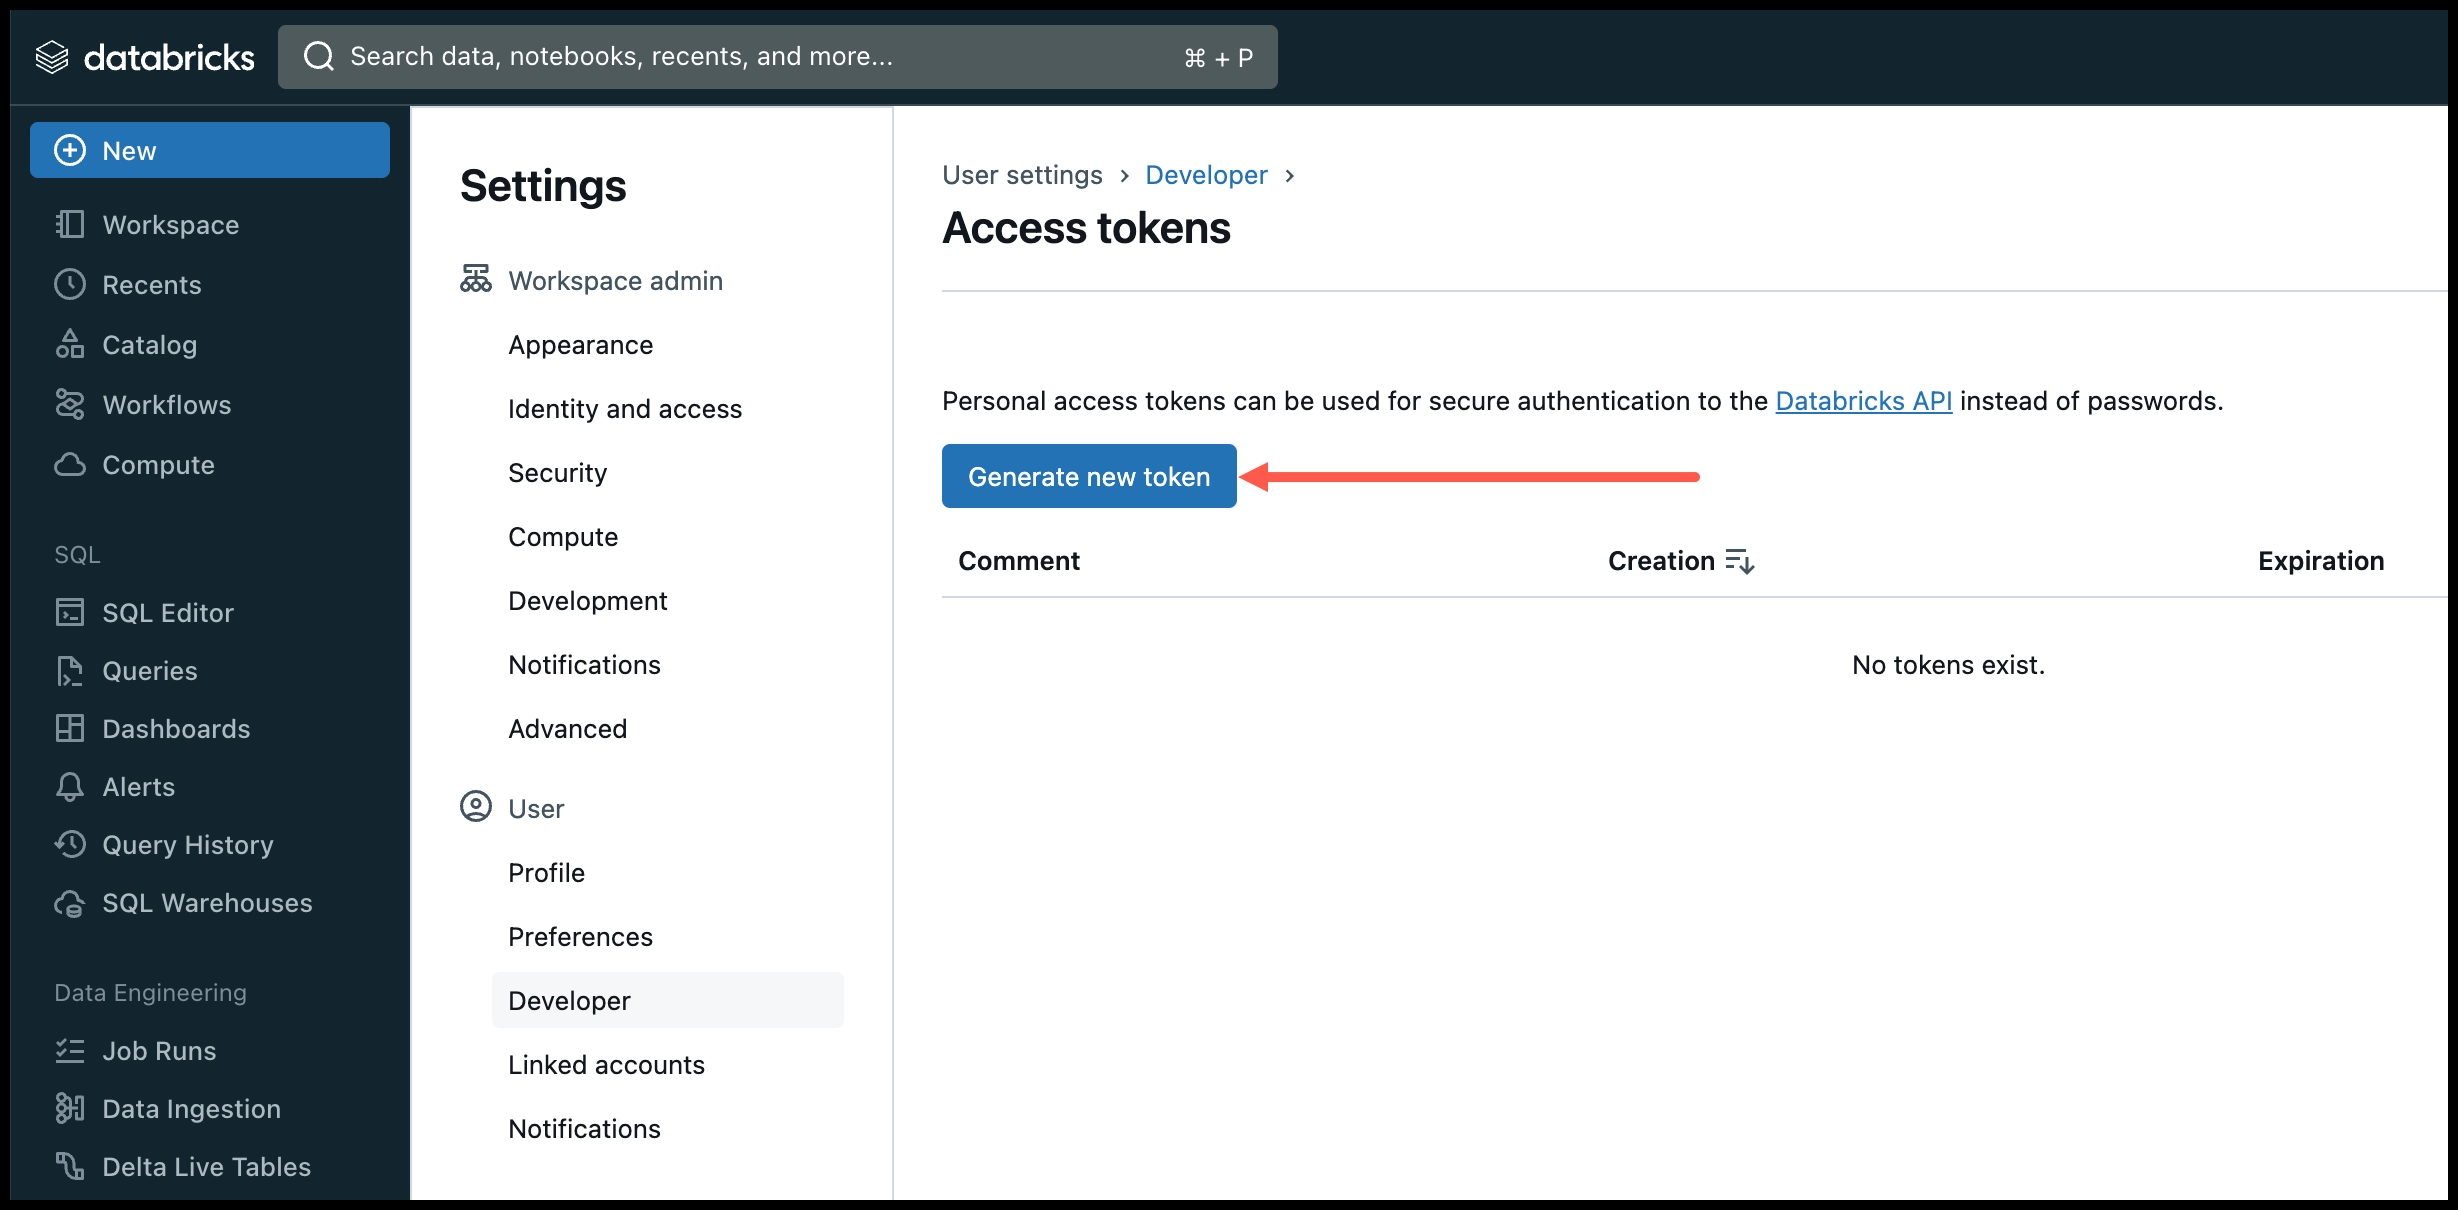 databricks
Search data, notebooks, recents, and more...
⌘ + P
New
Workspace
Recents
Catalog
Workflows
Compute
SQL
SQL Editor
Queries
Dashboards
Alerts
Query History
SQL Warehouses
Data Engineering
Job Runs
Data Ingestion
Delta Live Tables
Settings
Workspace admin
Appearance
Identity and access
Security
Compute
Development
Notifications
Advanced
User
Profile
Preferences
Developer
Linked accounts
Notifications
User settings › Developer ›
Access tokens
Personal access tokens can be used for secure authentication to the Databricks API instead of passwords.
Generate new token
Comment Creation Expiration
No tokens exist.